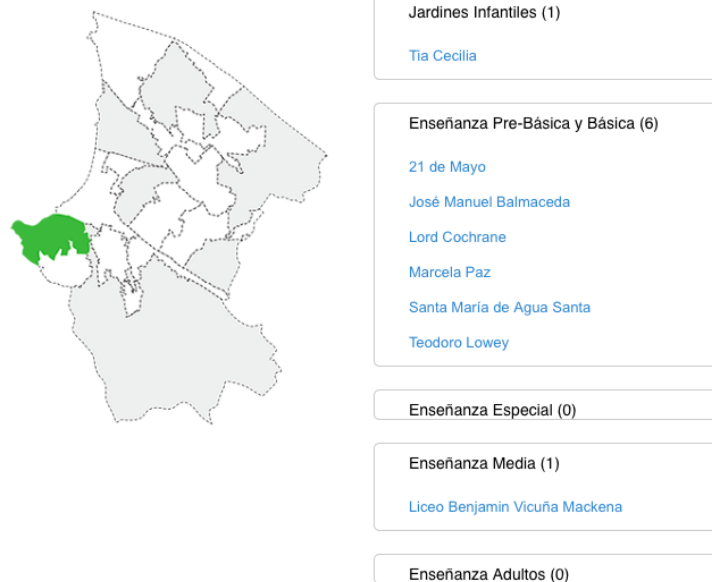 Jardines Infantiles (1)
Tia Cecilia
Enseñanza Pre-Básica y Básica (6)
21 de Mayo
José Manuel Balmaceda
Lord Cochrane
Marcela Paz
Santa María de Agua Santa
Teodoro Lowey
Enseñanza Especial (0)
Enseñanza Media (1)
Liceo Benjamin Vicuña Mackena
Enseñanza Adultos (0)